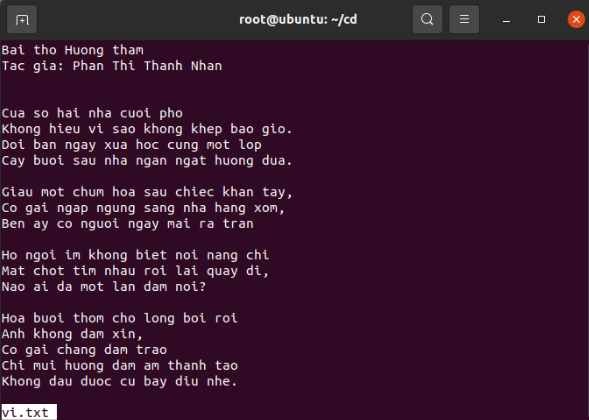 root@ubuntu: ~/cd
Bai tho Huong tham
Tac gia: Phan Thi Thanh Nhan
Cua so hai nha cuoi pho
Khong hieu vi sao khong khep bao gio.
Doi ban ngay xua hoc cung mot lop
Cay buoi sau nha ngan ngat huong dua.
Giau mot chum hoa sau chiec khan tay,
Co gai ngap ngung sang nha hang xom,
Ben ay co nguoi ngay mai ra tran
Ho ngoi im khong biet noi nang chi
Mat chot tim nhau roi lai quay di,
Nao ai da mot lan dam noi?
Hoa buoi thom cho long boi roi
Anh khong dam xin,
Co gai chang dam trao
Chi mui huong dam am thanh tao
Khong dau duoc cu bay diu nhe.
vi.txt